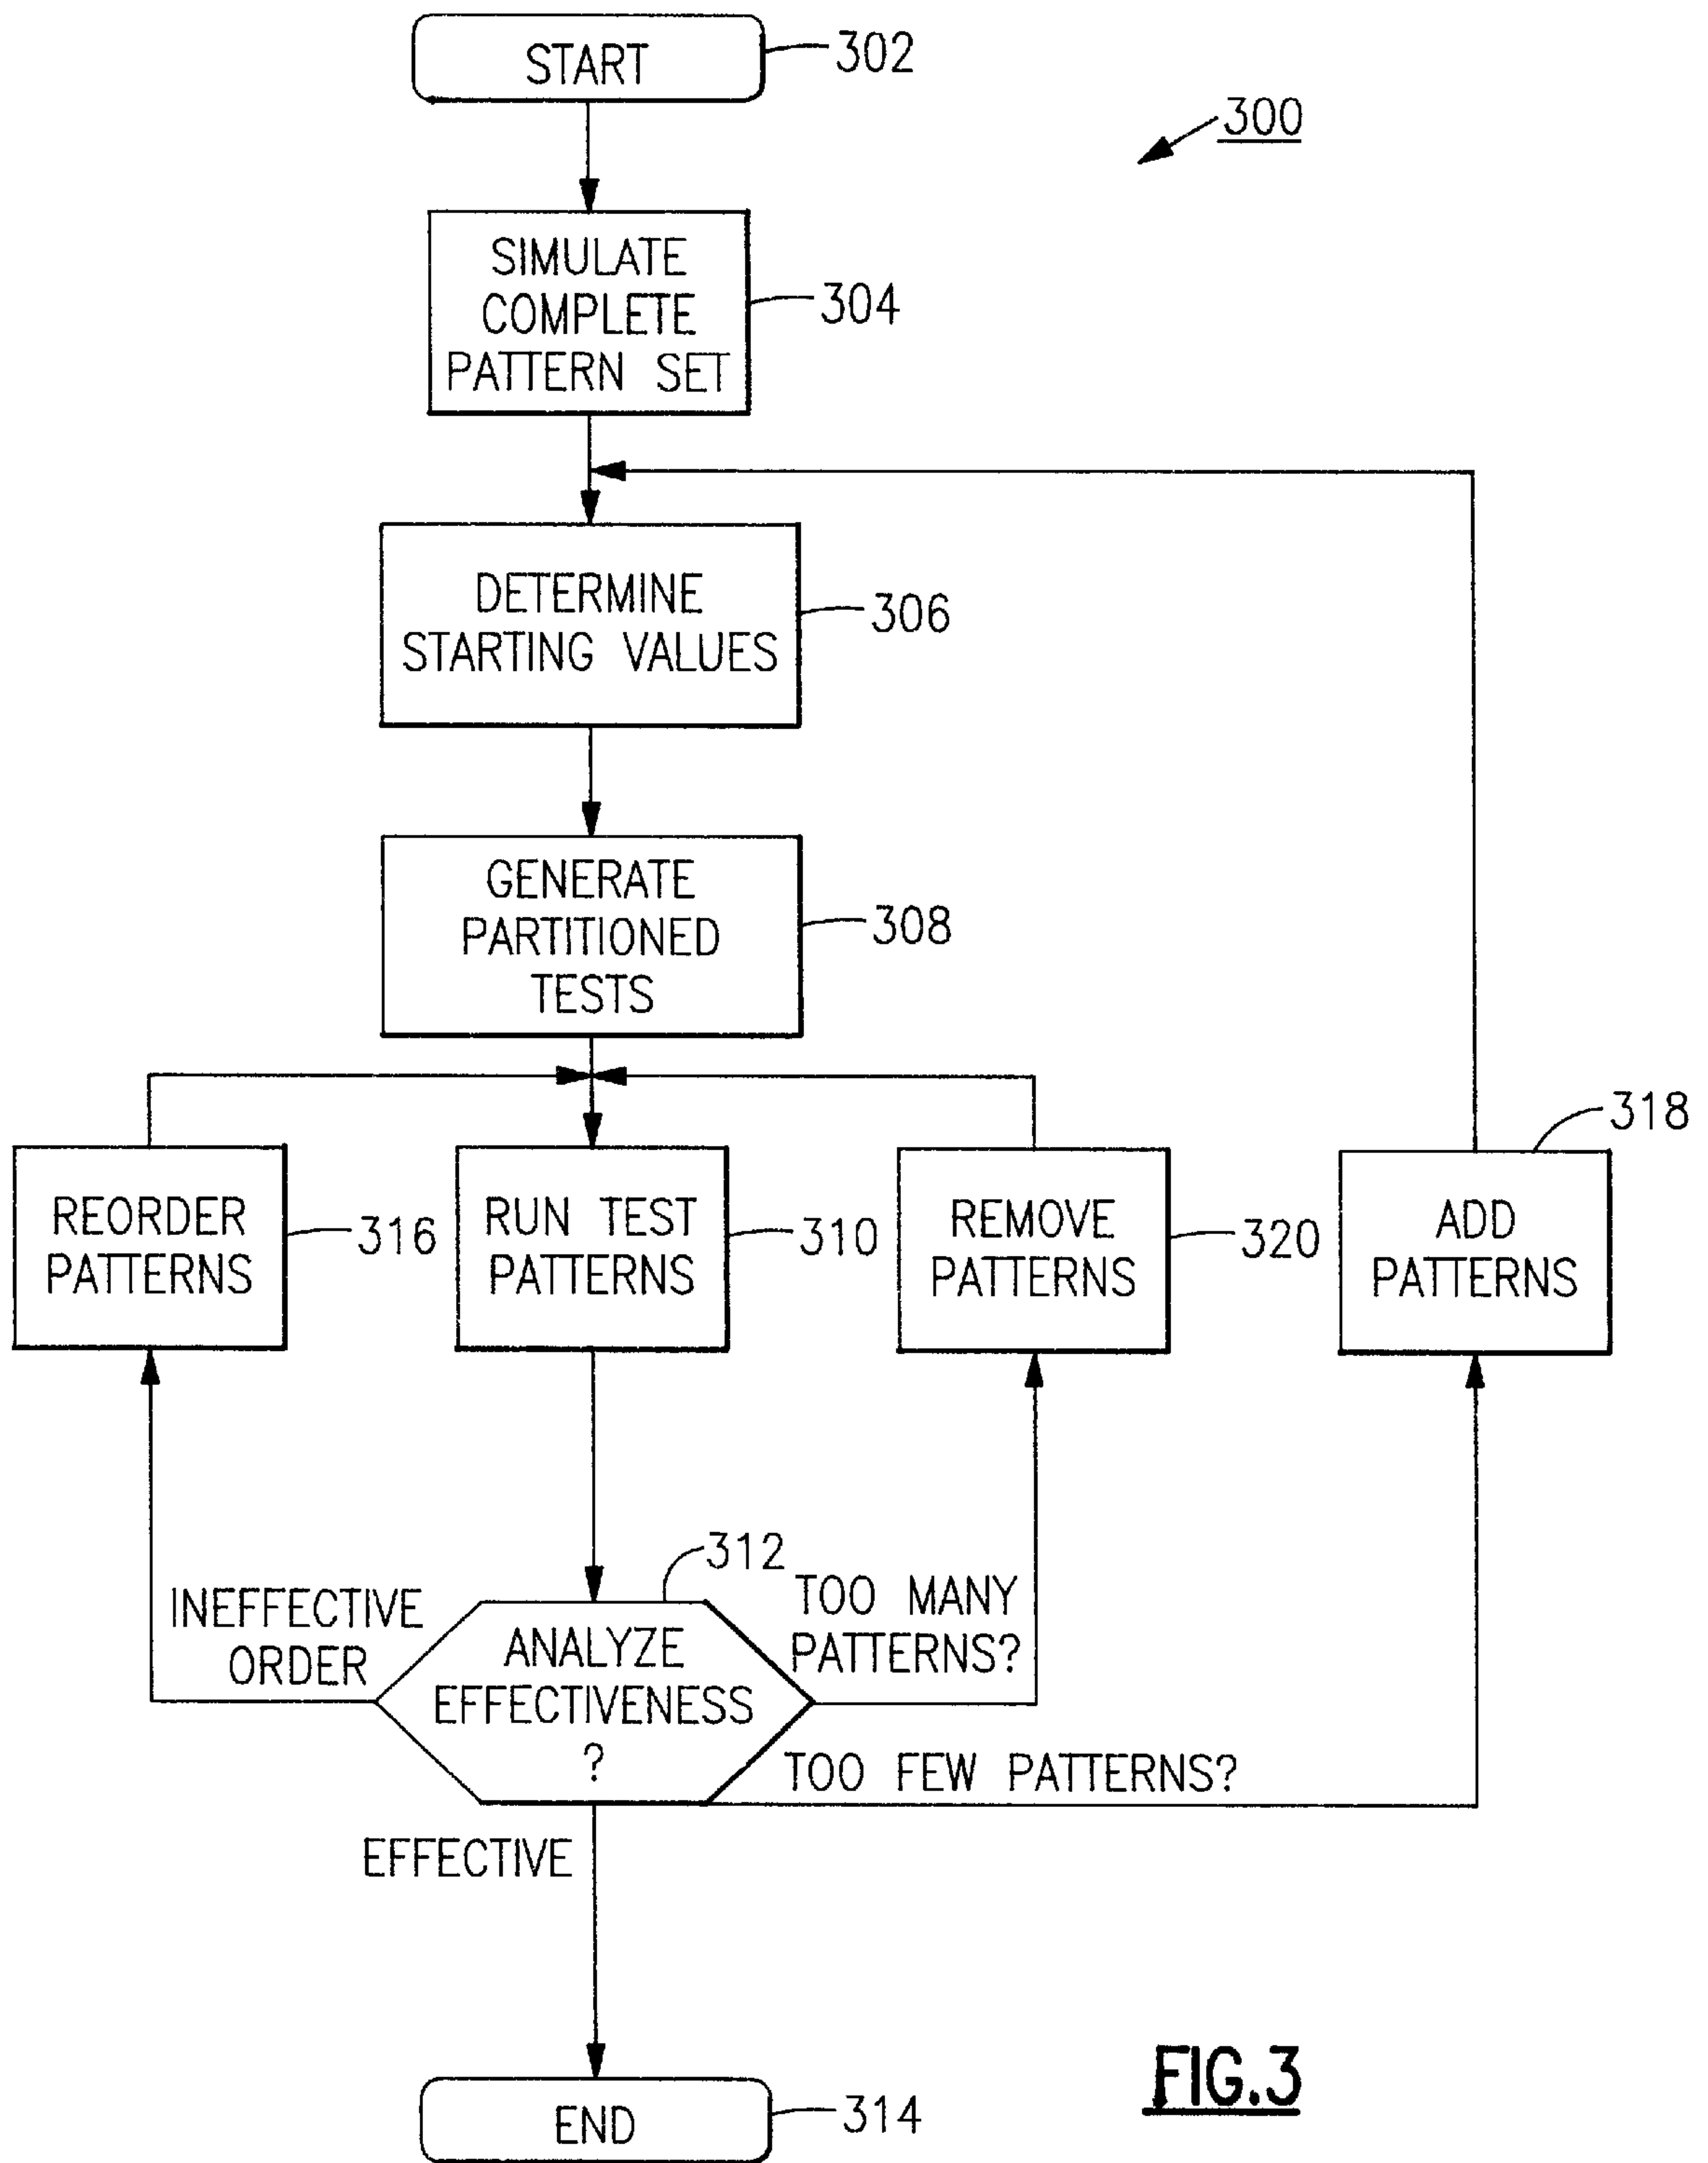 START
302
300
SIMULATE
COMPLETE
PATTERN SET
304
DETERMINE
STARTING VALUES
306
GENERATE
PARTITIONED
TESTS
308
318
REORDER
PATTERNS
316
RUN TEST
PATTERNS
310
REMOVE
PATTERNS
320
ADD
PATTERNS
312
INEFFECTIVE
ORDER
ANALYZE
EFFECTIVENESS
?
TOO MANY
PATTERNS?
TOO FEW PATTERNS?
EFFECTIVE
END
314
FIG.3